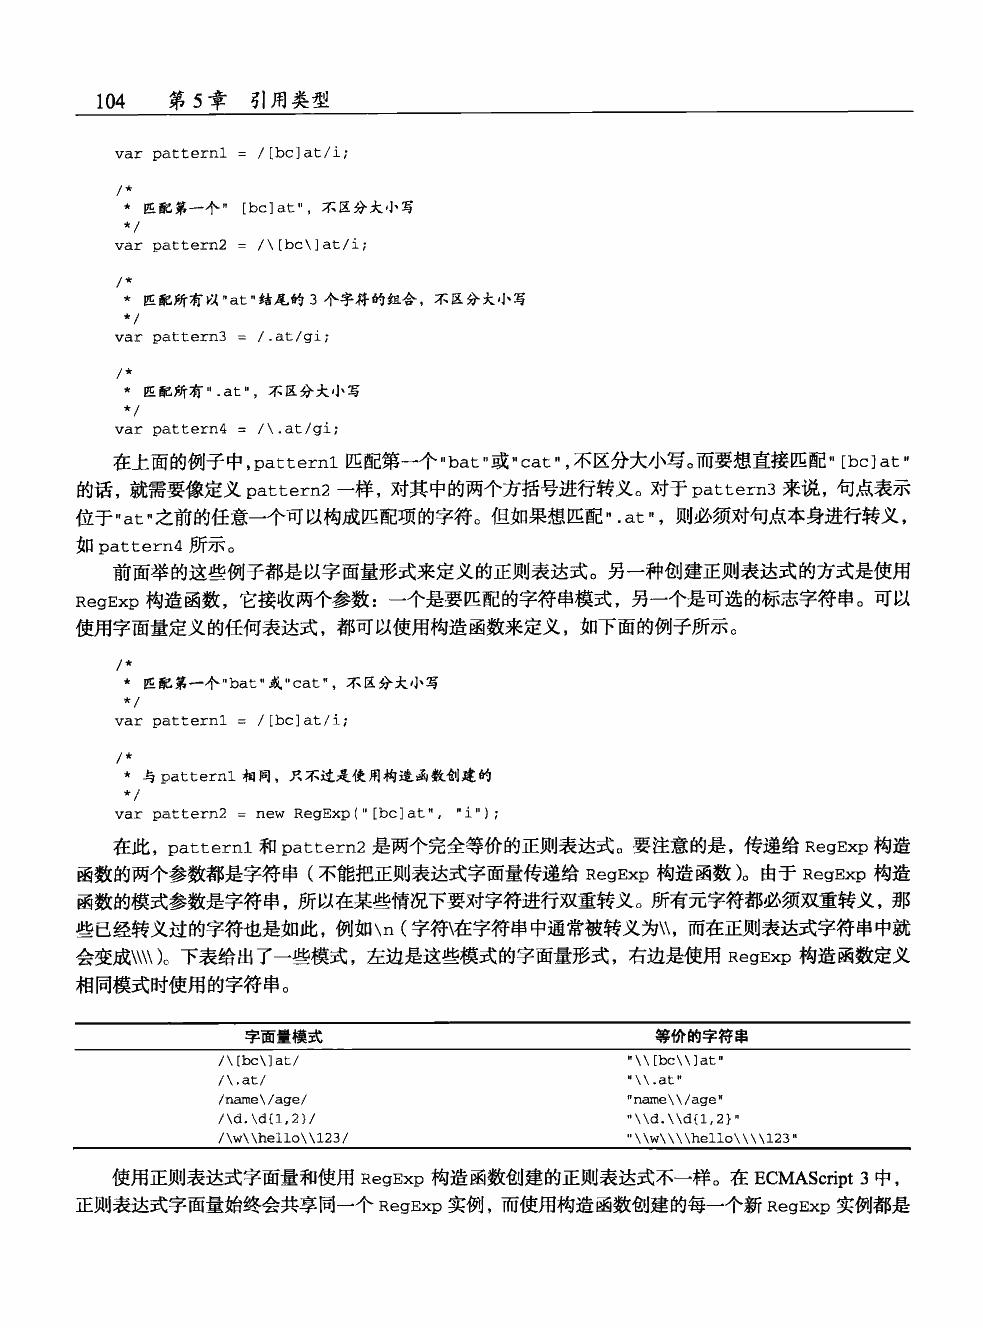 104 第5章 引用类型
var pattern1 = /[bc]at/i;
/*
* 匹配第一个" [bc]at"，不区分大小写
*/
var pattern2 = /\[bc\]at/i;
/*
* 匹配所有以"at"结尾的 3 个字符的组合，不区分大小写
*/
var pattern3 = /.at/gi;
/*
* 匹配所有".at"，不区分大小写
*/
var pattern4 = /\.at/gi;
在上面的例子中,pattern1 匹配第一个"bat"或"cat",不区分大小写。而要想直接匹配"[bc]at"
的话，就需要像定义 pattern2 一样，对其中的两个方括号进行转义。对于 pattern3 来说，句点表示
位于"at"之前的任意一个可以构成匹配项的字符。但如果想匹配".at"，则必须对句点本身进行转义，
如 pattern4 所示。
前面举的这些例子都是以字面量形式来定义的正则表达式。另一种创建正则表达式的方式是使用
RegExp 构造函数，它接收两个参数：一个是要匹配的字符串模式，另一个是可选的标志字符串。可以
使用字面量定义的任何表达式，都可以使用构造函数来定义，如下面的例子所示。
/*
* 匹配第一个"bat"或"cat"，不区分大小写
*/
var pattern1 = /[bc]at/i;
/*
* 与 pattern1 相同，只不过是使用构造函数创建的
*/
var pattern2 = new RegExp("[bc]at", "i");
在此，pattern1 和 pattern2 是两个完全等价的正则表达式。要注意的是，传递给 RegExp 构造
函数的两个参数都是字符串（不能把正则表达式字面量传递给 RegExp 构造函数）。由于 RegExp 构造
函数的模式参数是字符串，所以在某些情况下要对字符进行双重转义。所有元字符都必须双重转义，那
些已经转义过的字符也是如此，例如\n（字符\在字符串中通常被转义为\\，而在正则表达式字符串中就
会变成\\\\）。下表给出了一些模式，左边是这些模式的字面量形式，右边是使用 RegExp 构造函数定义
相同模式时使用的字符串。
字面量模式 等价的字符串
/\[bc\]at/ "\\[bc\\]at"
/\.at/ "\\.at"
/name\/age/ "name\\/age"
/\d.\d{1,2}/ "\\d.\\d{1,2}"
/\w\\hello\\123/ "\\w\\\\hello\\\\123"
使用正则表达式字面量和使用 RegExp 构造函数创建的正则表达式不一样。在 ECMAScript 3 中，
正则表达式字面量始终会共享同一个 RegExp 实例，而使用构造函数创建的每一个新 RegExp 实例都是